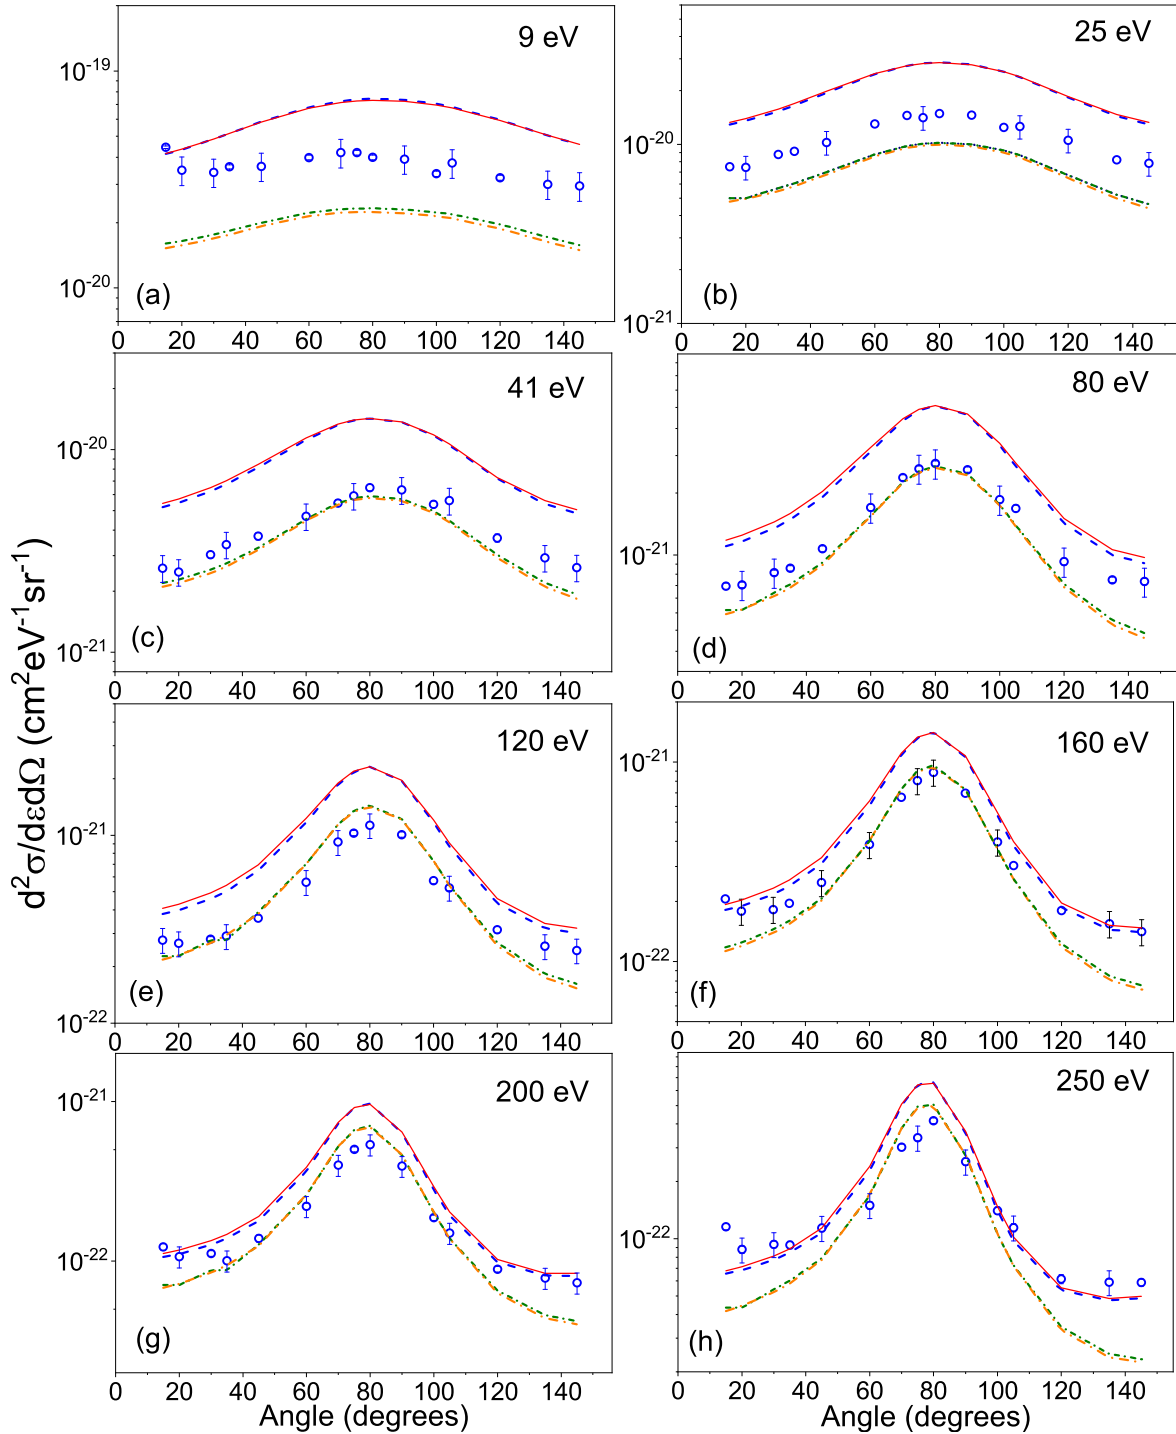 9 eV
10⁻¹⁹
10⁻²⁰
(a)
20 40 60 80 100 120 140
25 eV
10⁻²⁰
10⁻²¹
(b)
0 20 40 60 80 100 120 140
41 eV
10⁻²⁰
10⁻²¹
(c)
0 20 40 60 80 100 120 140
80 eV
10⁻²¹
(d)
0 20 40 60 80 100 120 140
d²σ/dεdΩ (cm²eV⁻¹sr⁻¹)
120 eV
10⁻²¹
10⁻²²
(e)
0 20 40 60 80 100 120 140
160 eV
10⁻²¹
10⁻²²
(f)
0 20 40 60 80 100 120 140
200 eV
10⁻²¹
10⁻²²
(g)
0 20 40 60 80 100 120 140
Angle (degrees)
250 eV
10⁻²²
(h)
0 20 40 60 80 100 120 140
Angle (degrees)